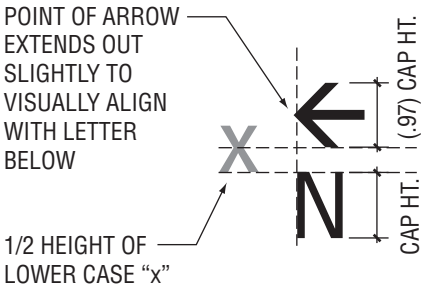 POINT OF ARROW
EXTENDS OUT
SLIGHTLY TO
VISUALLY ALIGN
WITH LETTER
BELOW
1/2 HEIGHT OF
LOWER CASE “x”
X
N
(.97) CAP HT.
CAP HT.